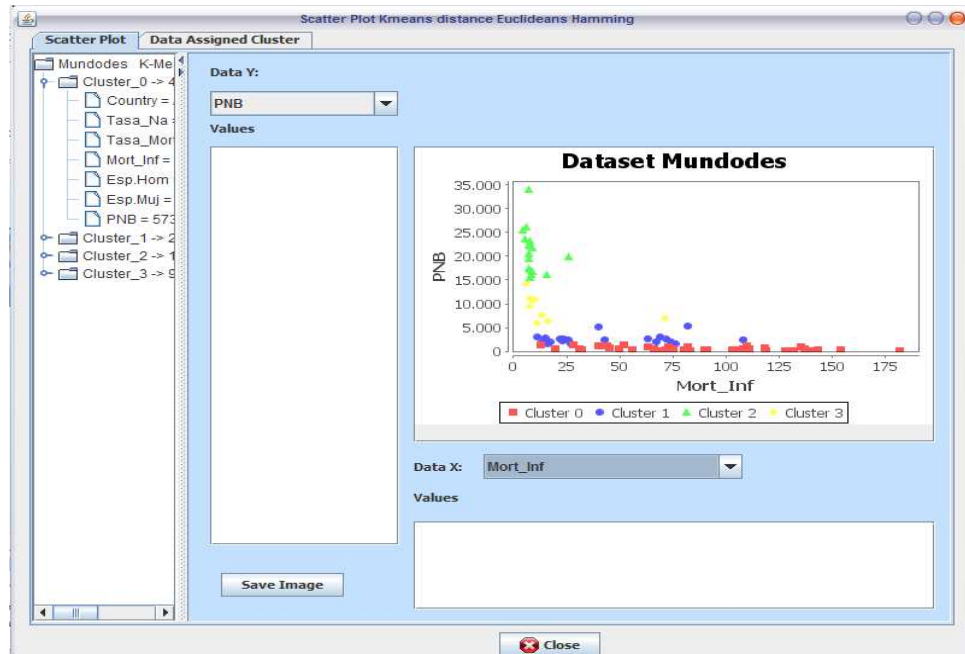 Scatter Plot Kmeans distance Euclideans Hamming
Scatter Plot
Data Assigned Cluster
Mundodes K-Me
Cluster_0 -> 4
Country =
Tasa_Na =
Tasa_Mor
Mort_Inf =
Esp.Hom
Esp.Muj =
PNB = 573
Cluster_1 -> 2
Cluster_2 -> 1
Cluster_3 -> 9
Data Y:
PNB
Values
Dataset Mundodes
35.000
30.000
25.000
20.000
15.000
10.000
5.000
0
PNB
0 25 50 75 100 125 150 175
Mort_Inf
Cluster 0 Cluster 1 Cluster 2 Cluster 3
Data X:
Mort_Inf
Values
Save Image
Close